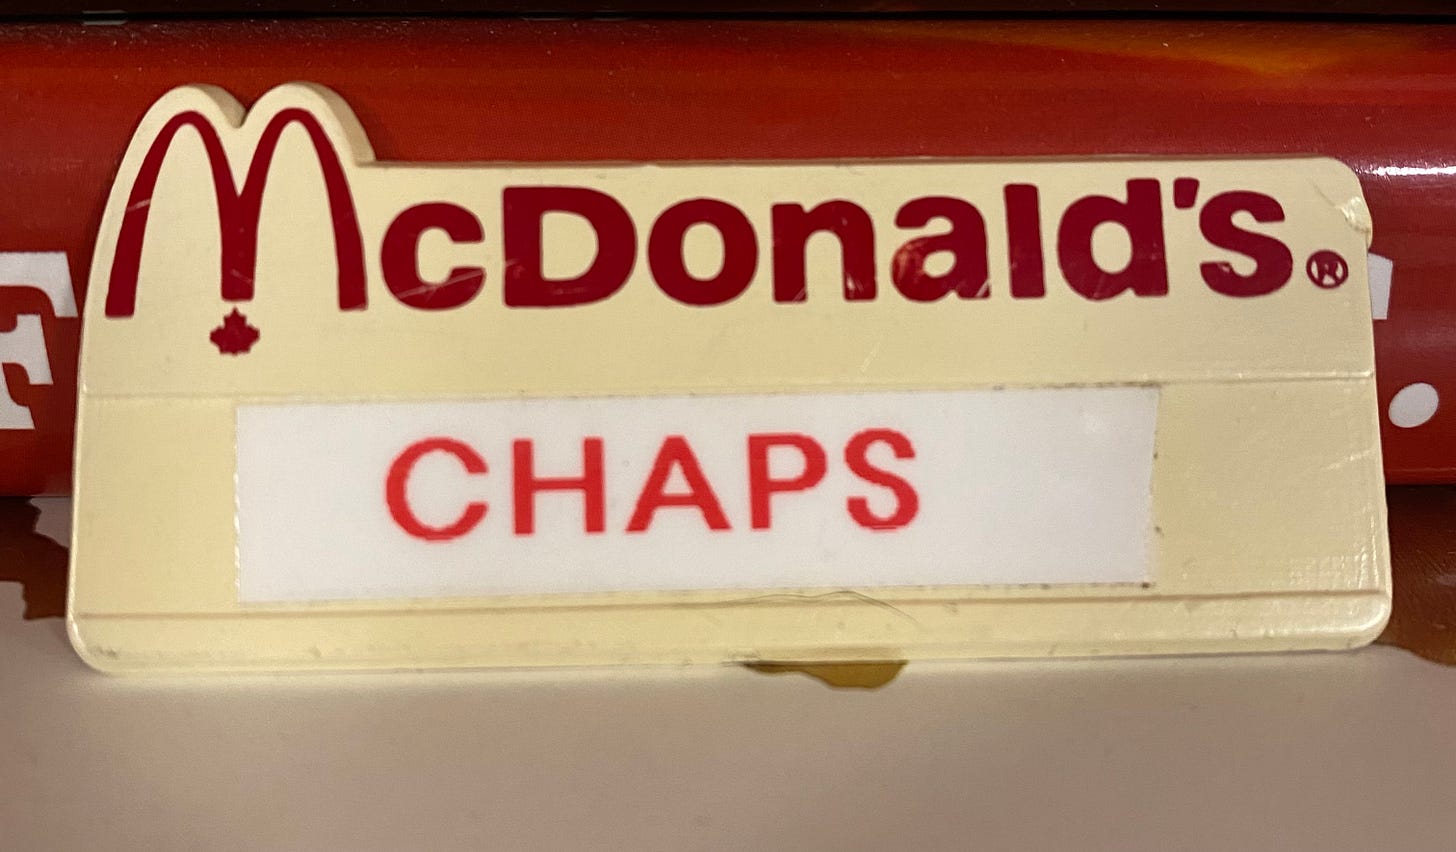 McDonald's®
CHAPS
F
.